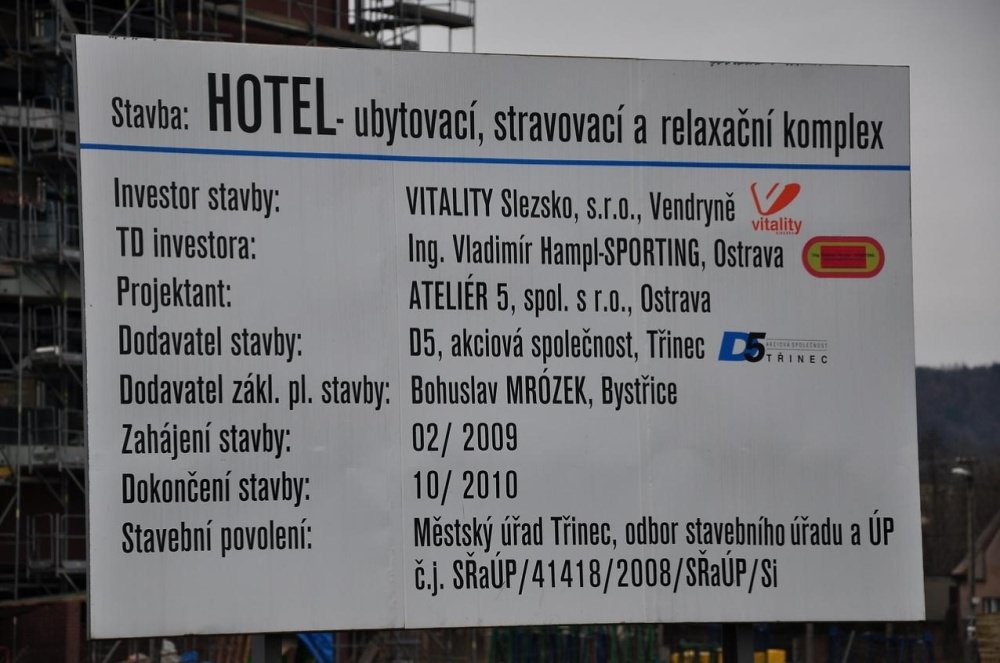 Stavba: HOTEL- ubytovací, stravovací a relaxační komplex
Investor stavby: VITALITY Slezsko, s.r.o., Vendryně
vitality
TD investora: Ing. Vladimír Hampl-SPORTING, Ostrava
Projektant: ATELIÉR 5, spol. s r.o., Ostrava
Dodavatel stavby: D5, akciová společnost, Třinec
D5 AKCIOVÁ SPOLEČNOST
TŘINEC
Dodavatel zákl. pl. stavby: Bohuslav MRÓZEK, Bystřice
Zahájení stavby: 02/ 2009
Dokončení stavby: 10/ 2010
Stavební povolení: Městský úřad Třinec, odbor stavebního úřadu a ÚP
č.j. SŘaÚP/41418/2008/SŘaÚP/Si